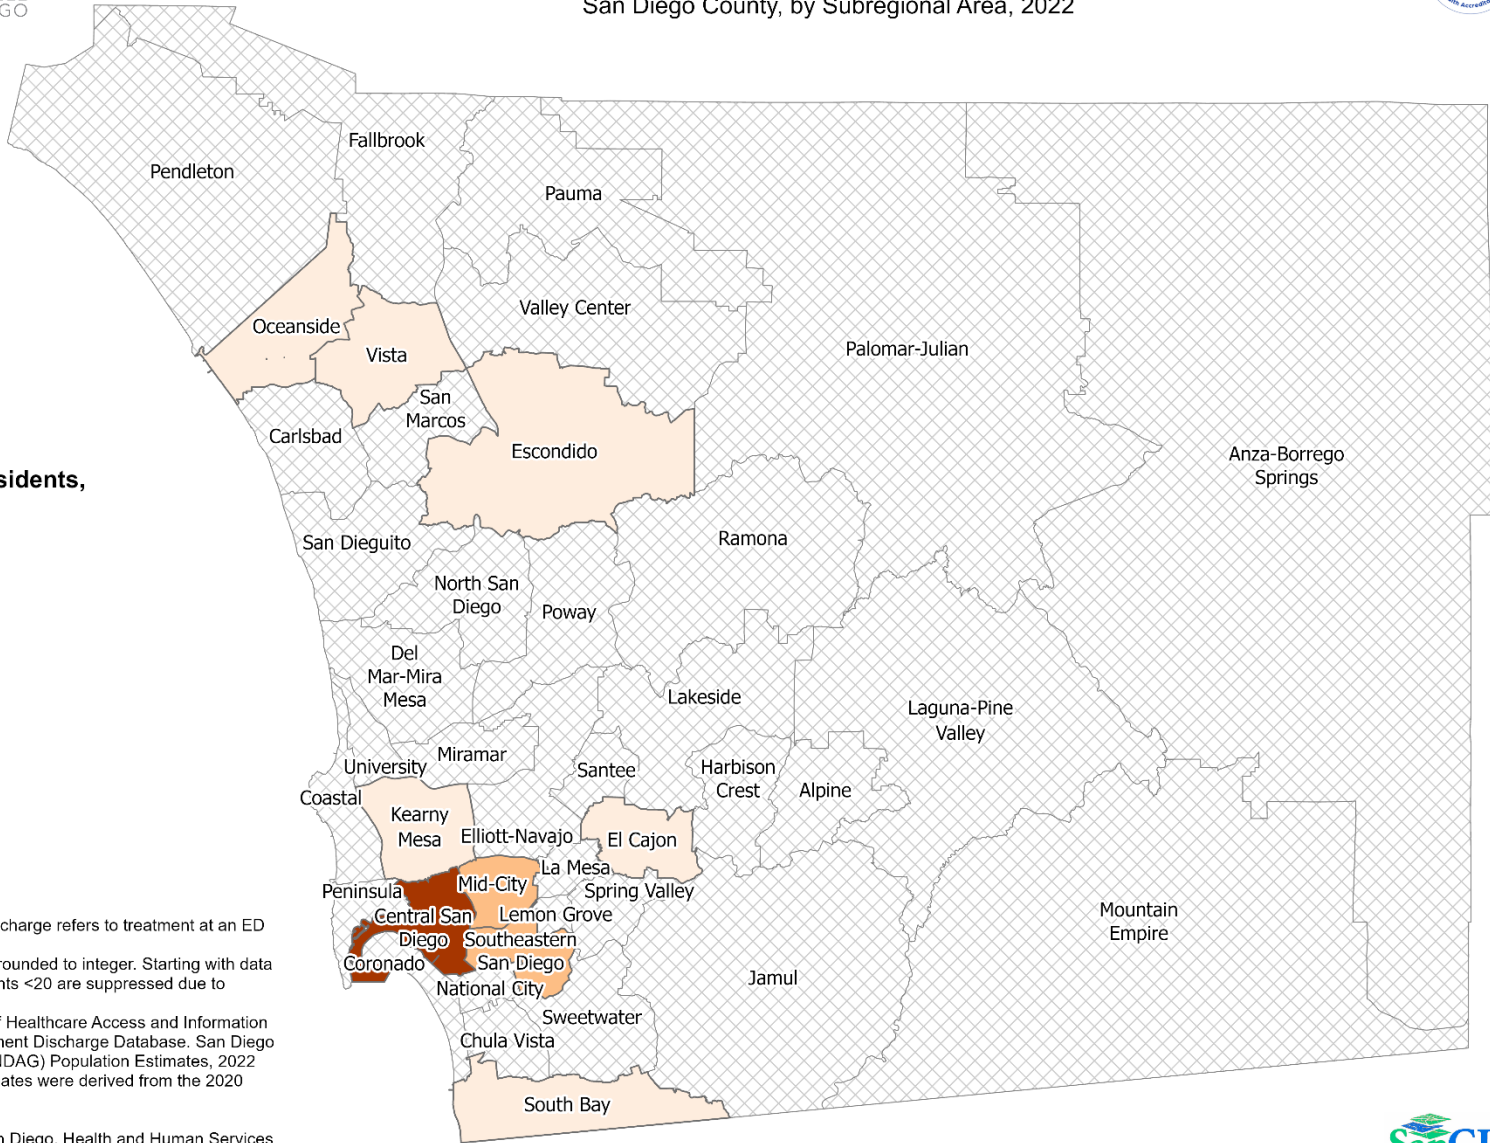 GO
San Diego County, by Subregional Area, 2022
Pendleton
Fallbrook
Pauma
Valley Center
Oceanside
Vista
Palomar-Julian
San
Marcos
Carlsbad
Escondido
Anza-Borrego
Springs
sidents,
San Dieguito
Ramona
North San
Diego
Poway
Del
Mar-Mira
Mesa
Lakeside
Laguna-Pine
Valley
Miramar
University
Santee
Harbison
Crest
Alpine
Coastal
Kearny
Mesa
Elliott-Navajo
El Cajon
La Mesa
Mid-City
Peninsula
Spring Valley
Central San
Diego
Lemon Grove
Southeastern
San Diego
Coronado
National City
Mountain
Empire
Jamul
Sweetwater
Chula Vista
South Bay
charge refers to treatment at an ED
rounded to integer. Starting with data
nts <20 are suppressed due to
f Healthcare Access and Information
nent Discharge Database. San Diego
NDAG) Population Estimates, 2022
ates were derived from the 2020
n Diego, Health and Human Services